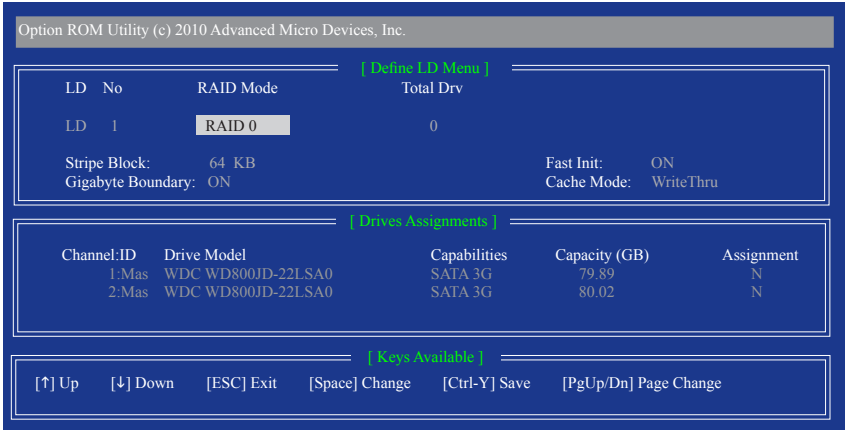 Option ROM Utility (c) 2010 Advanced Micro Devices, Inc.
[ Define LD Menu ]
LD No RAID Mode Total Drv
LD 1 RAID 0 0
Stripe Block: 64 KB Fast Init: ON
Gigabyte Boundary: ON Cache Mode: WriteThru
[ Drives Assignments ]
Channel:ID Drive Model Capabilities Capacity (GB) Assignment
1:Mas WDC WD800JD-22LSA0 SATA 3G 79.89 N
2:Mas WDC WD800JD-22LSA0 SATA 3G 80.02 N
[ Keys Available ]
[↑] Up [↓] Down [ESC] Exit [Space] Change [Ctrl-Y] Save [PgUp/Dn] Page Change